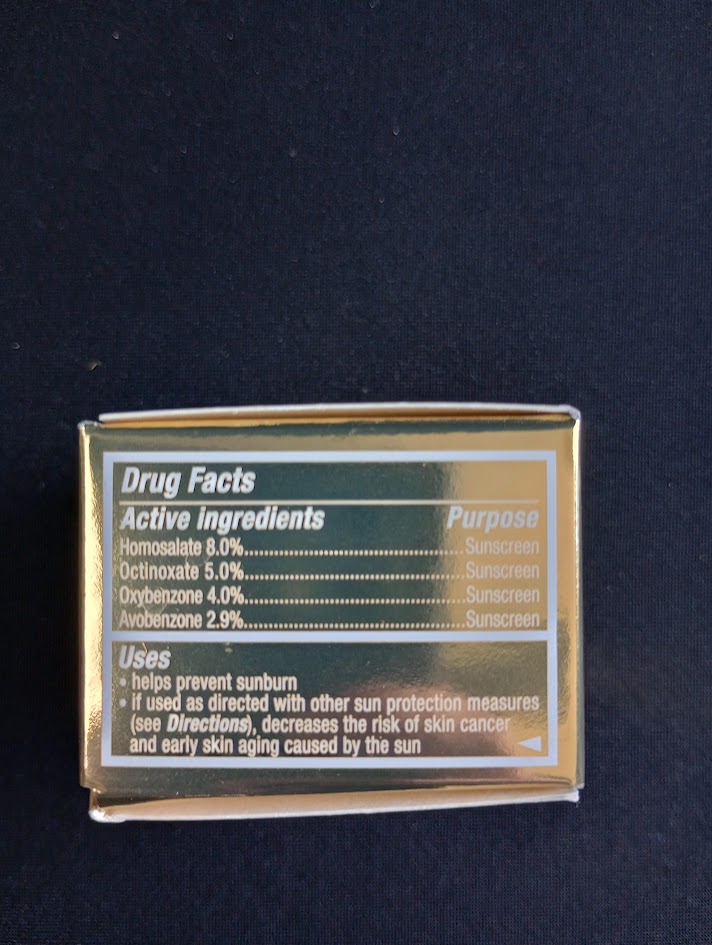 Drug Facts
Active ingredients Purpose
Homosalate 8.0%..........................................Sunscreen
Octinoxate 5.0%..........................................Sunscreen
Oxybenzone 4.0%..........................................Sunscreen
Avobenzone 2.9%..........................................Sunscreen
Uses
• helps prevent sunburn
• if used as directed with other sun protection measures
(see Directions), decreases the risk of skin cancer
and early skin aging caused by the sun